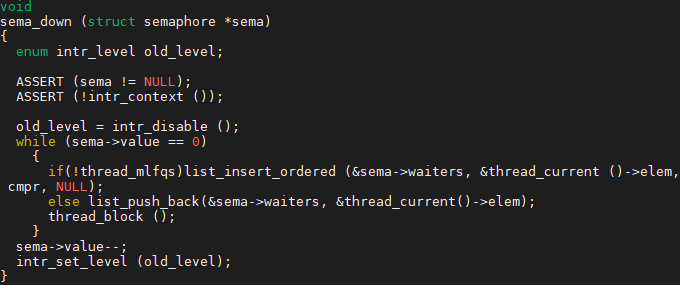 void
sema_down (struct semaphore *sema)
{
  enum intr_level old_level;

  ASSERT (sema != NULL);
  ASSERT (!intr_context ());

  old_level = intr_disable ();
  while (sema->value == 0)
    {
      if(!thread_mlfqs)list_insert_ordered (&sema->waiters, &thread_current ()->elem,
 cmpr, NULL);
      else list_push_back(&sema->waiters, &thread_current()->elem);
      thread_block ();
    }
  sema->value--;
  intr_set_level (old_level);
}